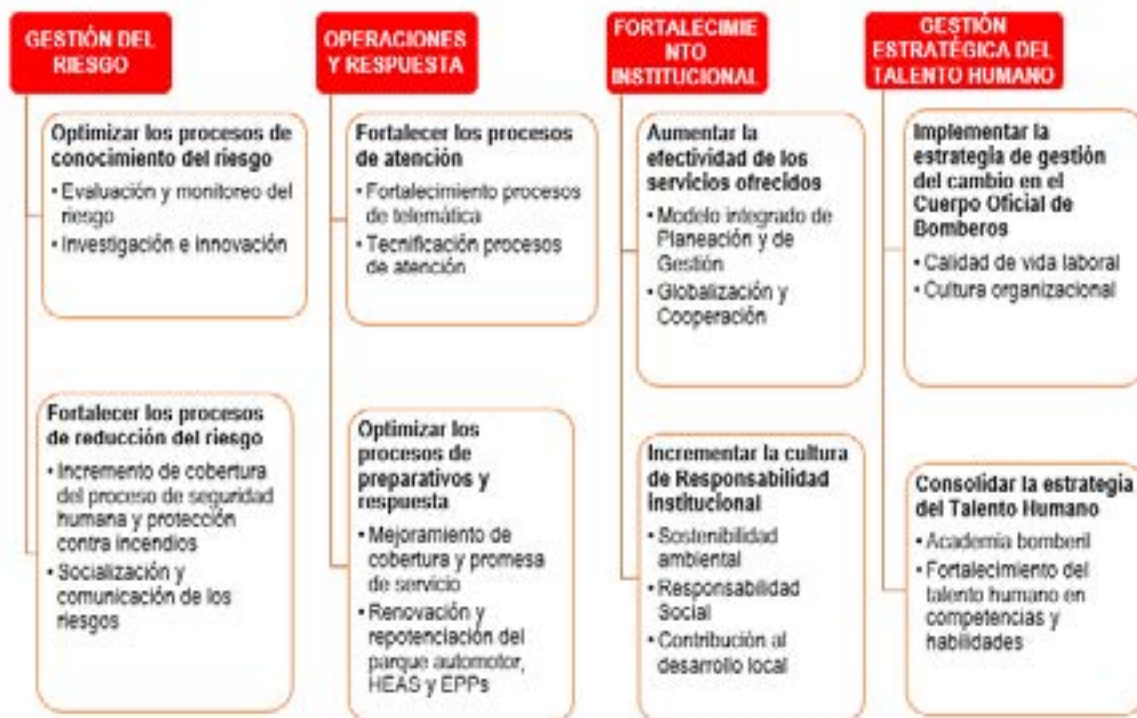 GESTIÓN DEL
RIESGO
Optimizar los procesos de
conocimiento del riesgo
• Evaluación y monitoreo del
riesgo
• Investigación e innovación
Fortalecer los procesos
de reducción del riesgo
• Incremento de cobertura
del proceso de seguridad
humana y protección
contra incendios
• Socialización y
comunicación de los
riesgos
OPERACIONES
Y RESPUESTA
Fortalecer los procesos
de atención
• Fortalecimiento procesos
de telemática
• Tecnificación procesos
de atención
Optimizar los
procesos de
preparativos y
respuesta
• Mejoramiento de
cobertura y promesa
de servicio
• Renovación y
repotenciación del
parque automotor,
HEAS y EPPs
FORTALECIMIE
NTO
INSTITUCIONAL
Aumentar la
efectividad de los
servicios ofrecidos
• Modelo integrado de
Planeación y de
Gestión
• Globalización y
Cooperación
Incrementar la cultura
de Responsabilidad
Institucional
• Sostenibilidad
ambiental
• Responsabilidad
Social
• Contribución al
desarrollo local
GESTIÓN
ESTRATÉGICA DEL
TALENTO HUMANO
Implementar la
estrategia de gestión
del cambio en el
Cuerpo Oficial de
Bomberos
• Calidad de vida laboral
• Cultura organizacional
Consolidar la estrategia
del Talento Humano
• Academia bomberil
• Fortalecimiento del
talento humano en
competencias y
habilidades